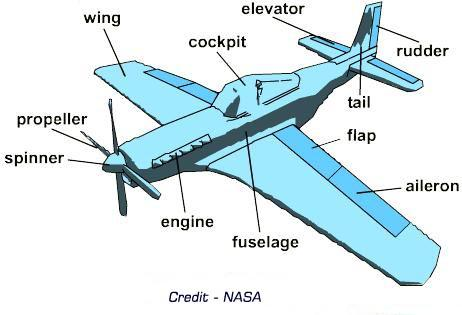 elevator
wing
cockpit
rudder
tail
propeller
flap
spinner
aileron
engine
fuselage
Credit - NASA